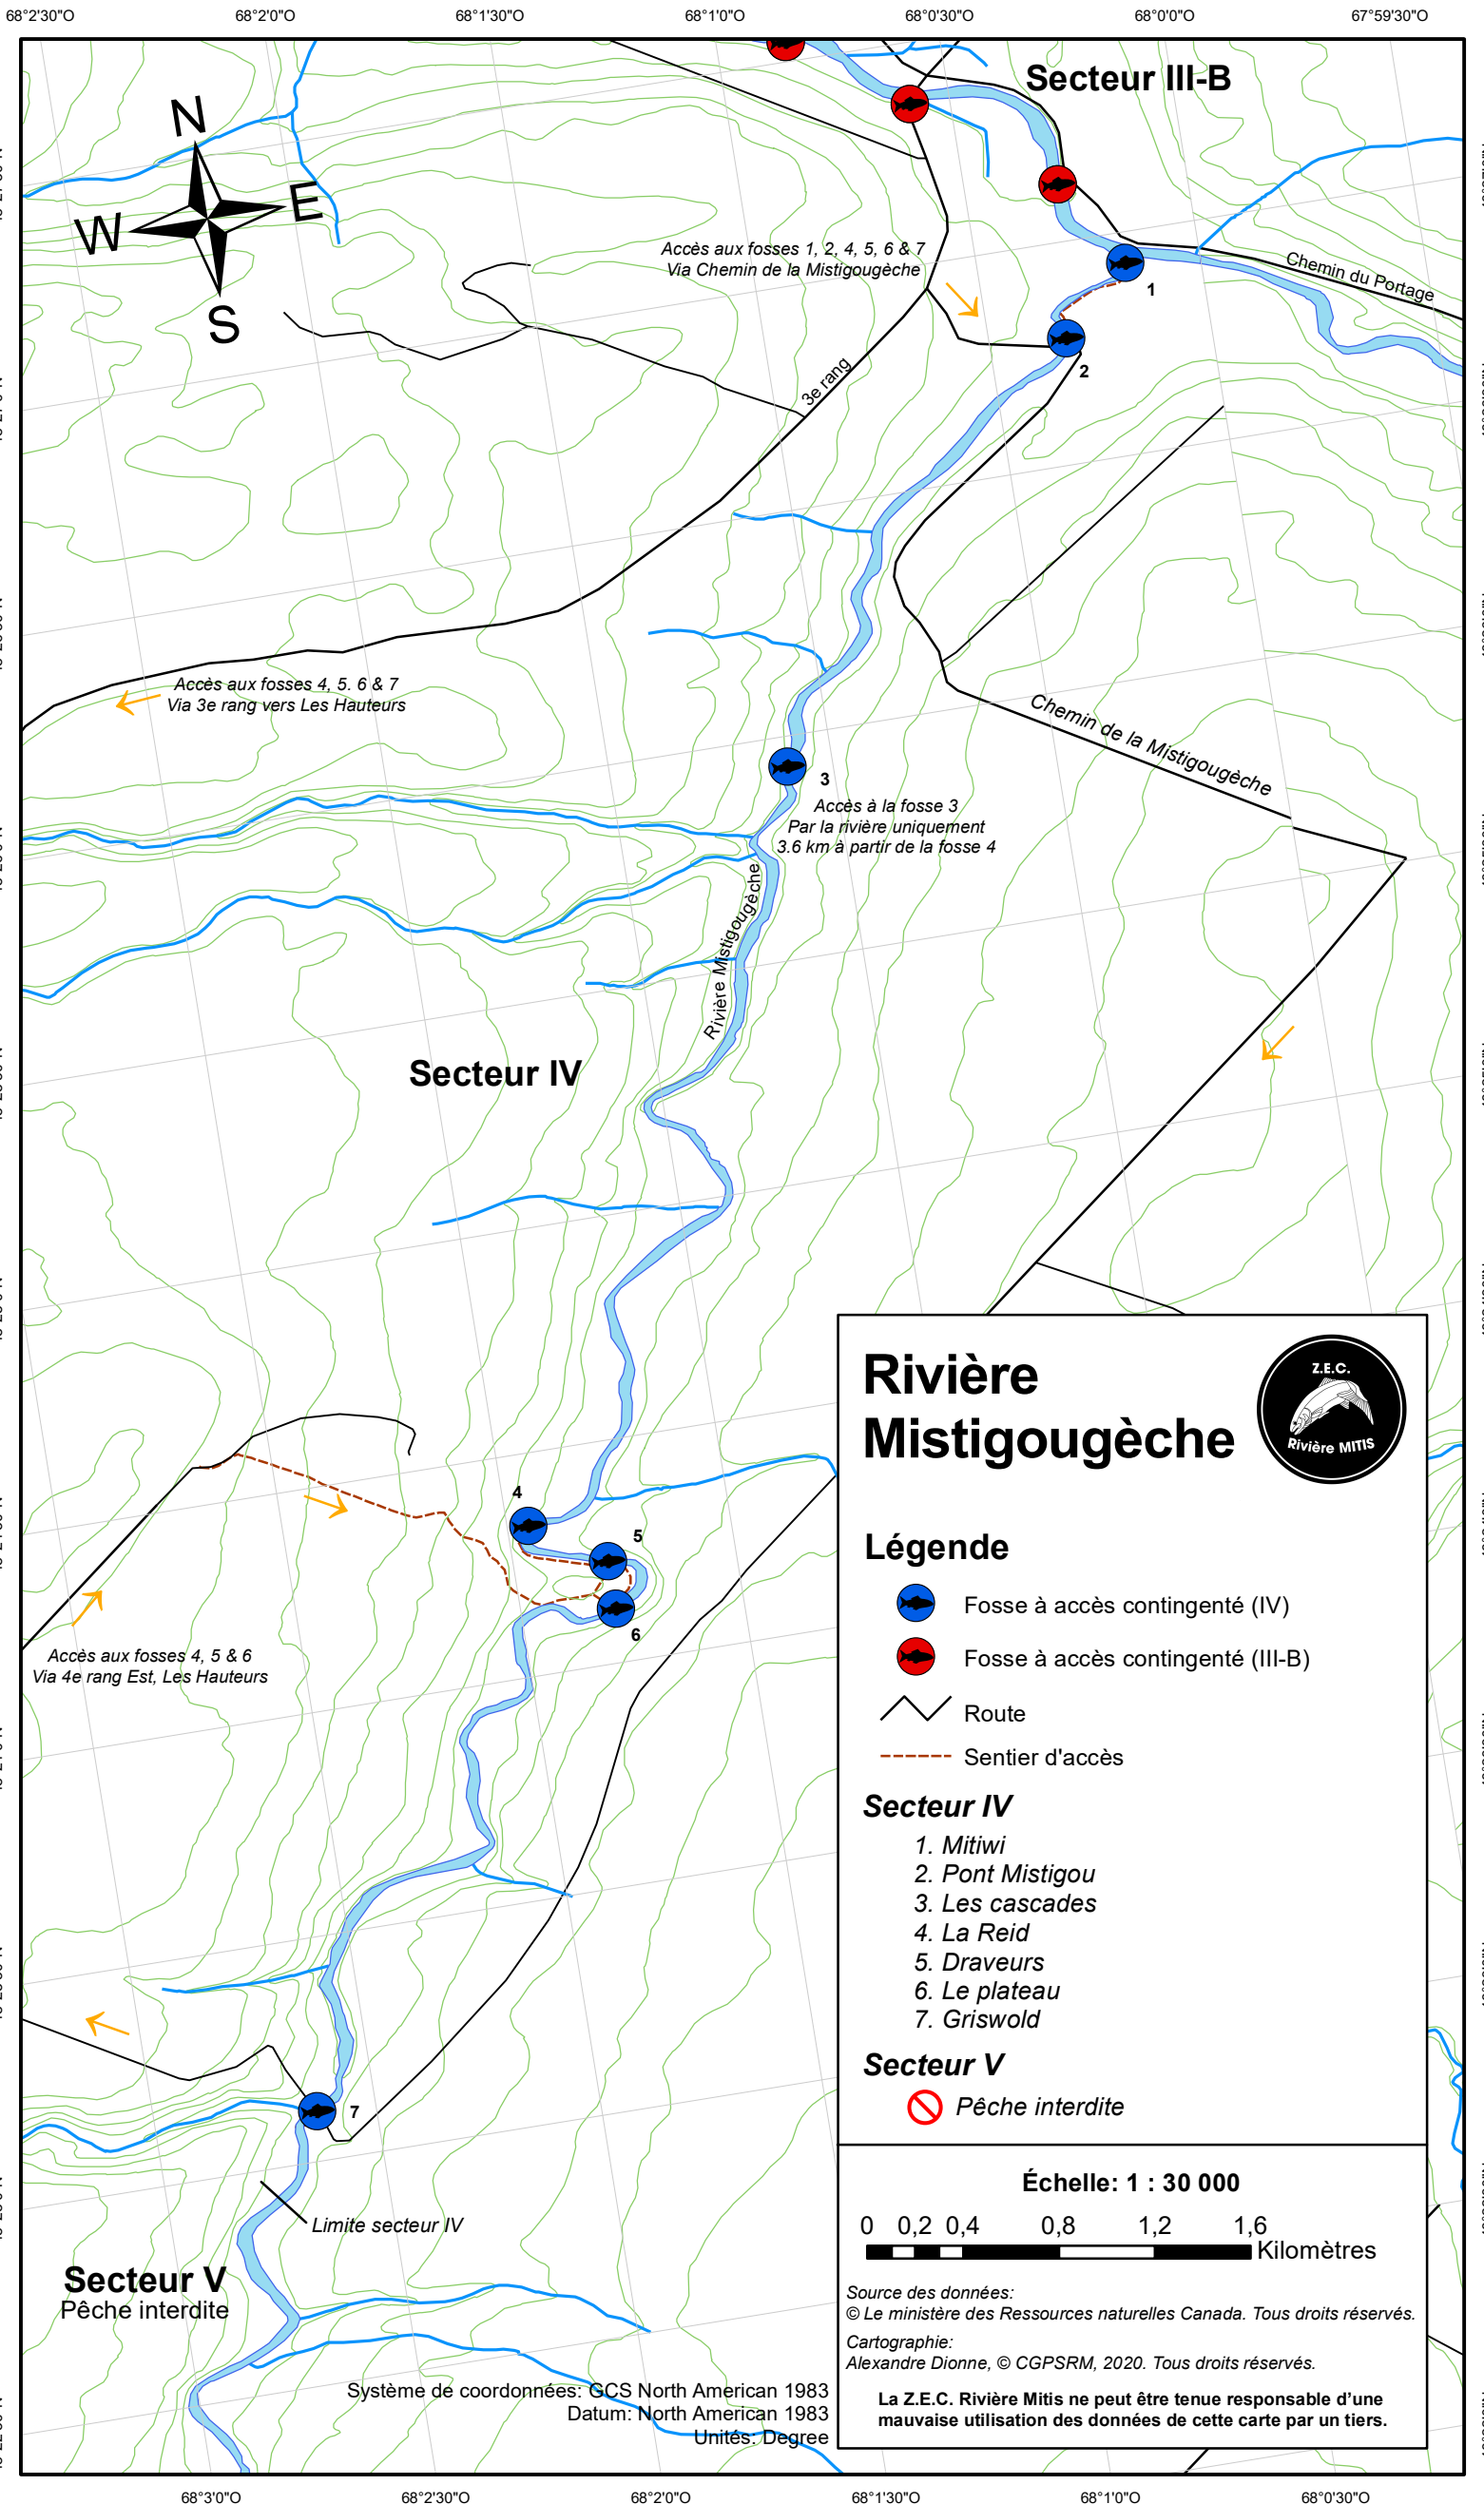 68°2'30"O
68°2'0"O
68°1'30"O
68°1'0"O
68°0'30"O
68°0'0"O
67°59'30"O
Secteur III-B
N
E
W
S
Accès aux fosses 1, 2, 4, 5, 6 & 7
Via Chemin de la Mistigougèche
Chemin du Portage
1
2
3e rang
Accès aux fosses 4, 5. 6 & 7
Via 3e rang vers Les Hauteurs
Chemin de la Mistigougèche
3
Accès à la fosse 3
Par la rivière uniquement
3.6 km à partir de la fosse 4
Rivière Mistigougèche
Secteur IV
4
5
6
Accès aux fosses 4, 5 & 6
Via 4e rang Est, Les Hauteurs
7
Limite secteur IV
Secteur V
Pêche interdite
Rivière
Mistigougèche
Z.E.C.
Rivière MITIS
Légende
Fosse à accès contingenté (IV)
Fosse à accès contingenté (III-B)
Route
Sentier d'accès
Secteur IV
1. Mitiwi
2. Pont Mistigou
3. Les cascades
4. La Reid
5. Draveurs
6. Le plateau
7. Griswold
Secteur V
Pêche interdite
Échelle: 1 : 30 000
0 0,2 0,4 0,8 1,2 1,6
Kilomètres
Source des données:
© Le ministère des Ressources naturelles Canada. Tous droits réservés.
Cartographie:
Alexandre Dionne, © CGPSRM, 2020. Tous droits réservés.
La Z.E.C. Rivière Mitis ne peut être tenue responsable d'une
mauvaise utilisation des données de cette carte par un tiers.
Système de coordonnées: GCS North American 1983
Datum: North American 1983
Unités: Degree
68°3'0"O
68°2'30"O
68°2'0"O
68°1'30"O
68°1'0"O
68°0'30"O